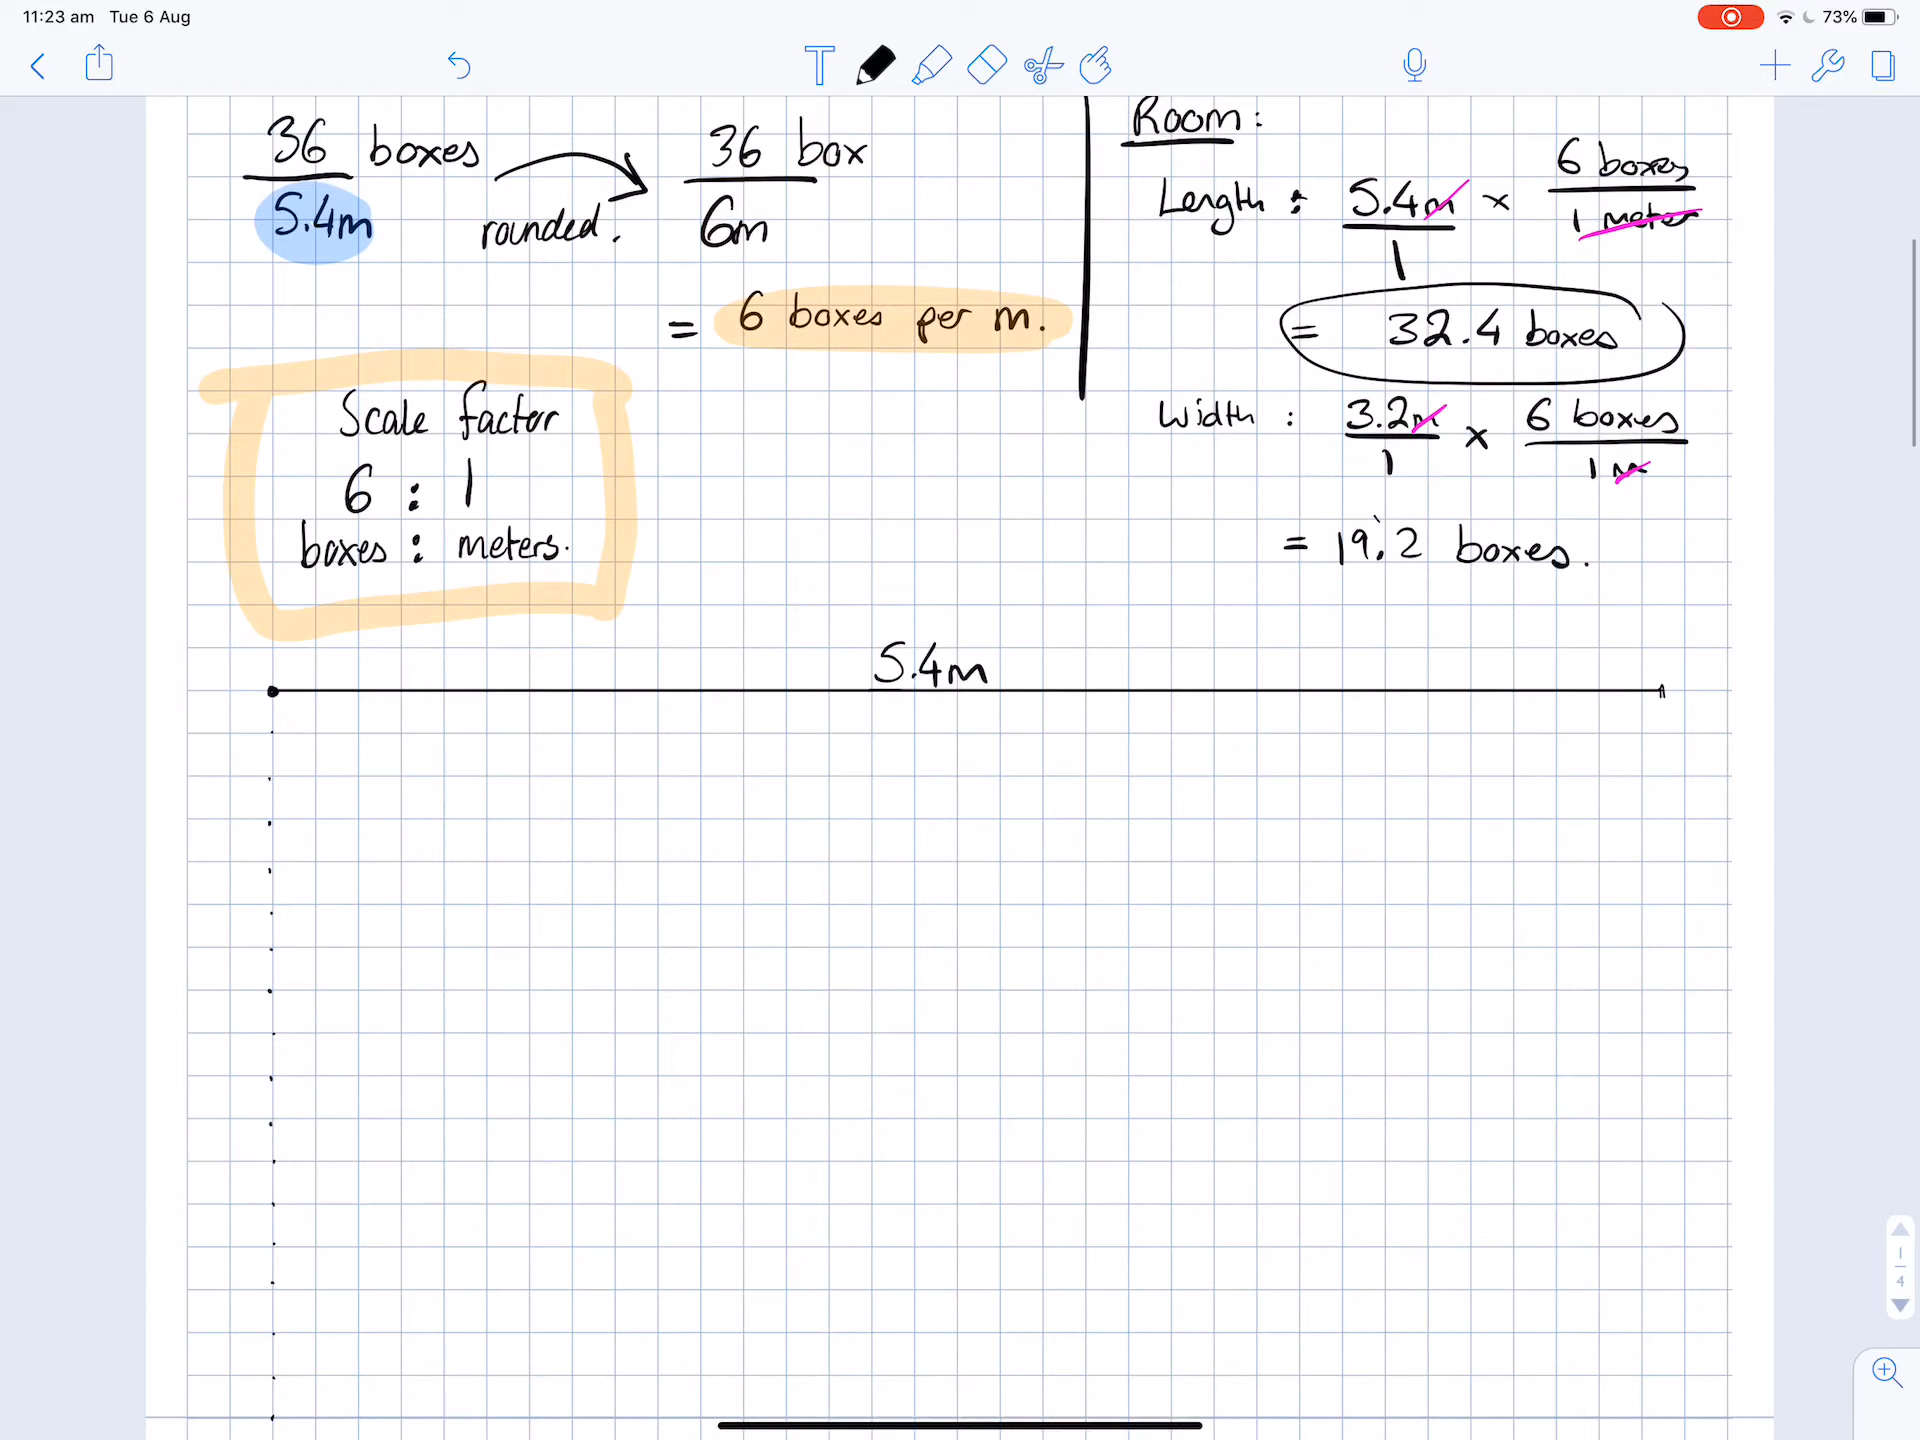 11:23 am Tue 6 Aug
73%
T
36 boxes
5.4m
rounded.
36 box
6m
= 6 boxes per m.
Scale factor
6 : 1
boxes : meters.
Room:
Length : 5.4m × 6 boxes
1 1 meter
= 32.4 boxes
Width : 3.2m × 6 boxes
1 1 m
= 19.2 boxes.
5.4m
1
4